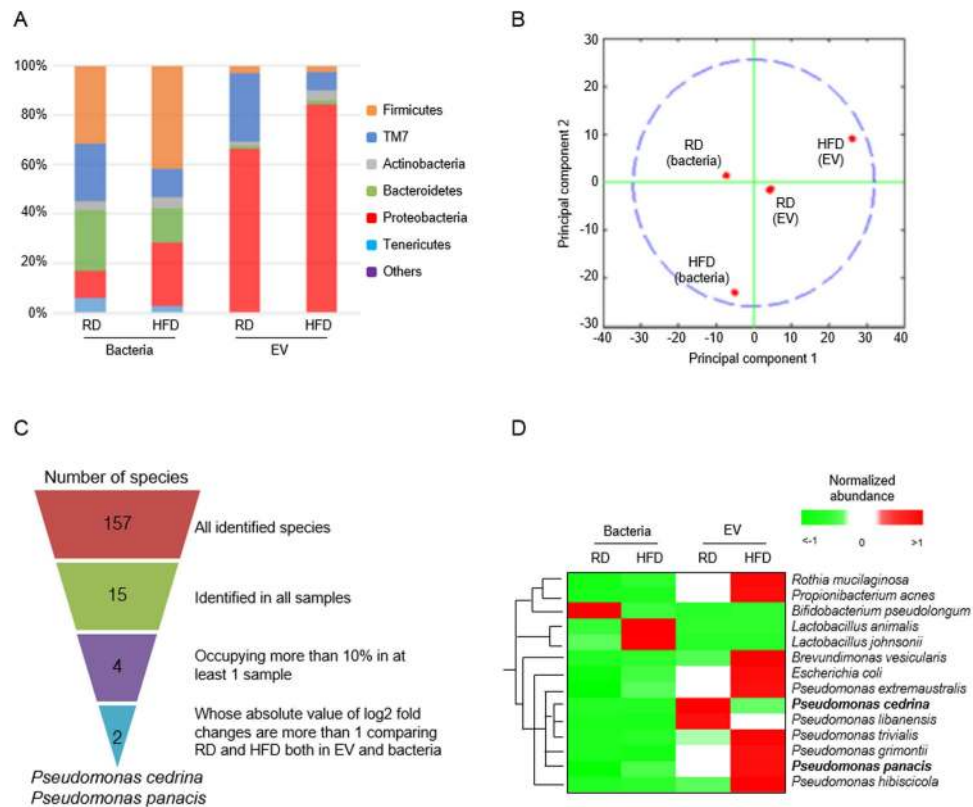 A
100%
80%
60%
40%
20%
0%
RD
HFD
RD
HFD
Bacteria
EV
Firmicutes
TM7
Actinobacteria
Bacteroidetes
Proteobacteria
Tenericutes
Others
B
Principal component 2
30
20
10
0
-10
-20
-30
-40 -30 -20 -10 0 10 20 30 40
Principal component 1
RD
(bacteria)
HFD
(EV)
RD
(EV)
HFD
(bacteria)
C
Number of species
157
All identified species
15
Identified in all samples
4
Occupying more than 10% in at
least 1 sample
2
Whose absolute value of log2 fold
changes are more than 1 comparing
RD and HFD both in EV and bacteria
Pseudomonas cedrina
Pseudomonas panacis
D
Normalized
abundance
<-1 0 >1
Bacteria
EV
RD HFD RD HFD
Rothia mucilaginosa
Propionibacterium acnes
Bifidobacterium pseudolongum
Lactobacillus animalis
Lactobacillus johnsonii
Brevundimonas vesicularis
Escherichia coli
Pseudomonas extremaustralis
Pseudomonas cedrina
Pseudomonas libanensis
Pseudomonas trivialis
Pseudomonas grimontii
Pseudomonas panacis
Pseudomonas hibiscicola